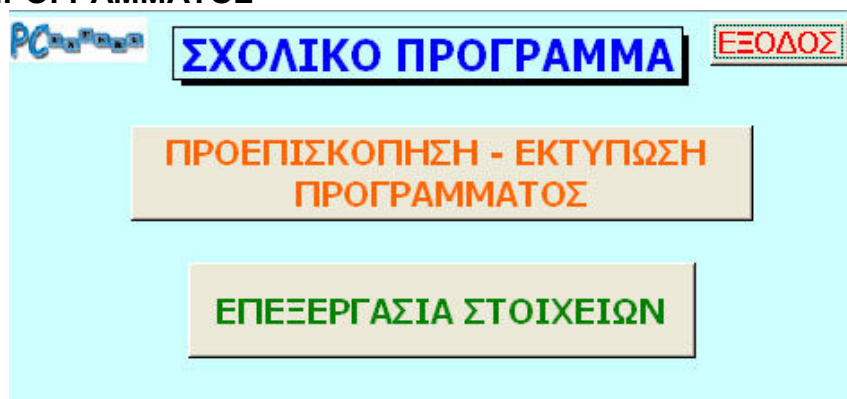 ΣΧΟΛΙΚΟ ΠΡΟΓΡΑΜΜΑ
ΕΞΟΔΟΣ
ΠΡΟΕΠΙΣΚΟΠΗΣΗ - ΕΚΤΥΠΩΣΗ
ΠΡΟΓΡΑΜΜΑΤΟΣ
ΕΠΕΞΕΡΓΑΣΙΑ ΣΤΟΙΧΕΙΩΝ